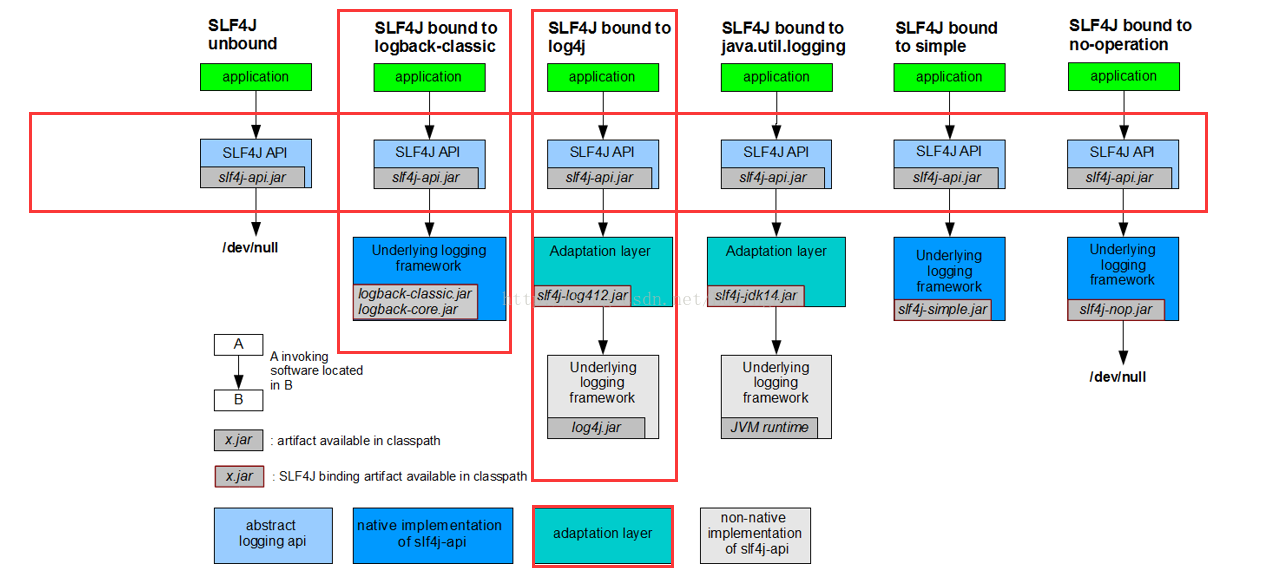 SLF4J
unbound
SLF4J bound to
logback-classic
SLF4J bound to
log4j
SLF4J bound to
java.util.logging
SLF4J bound
to simple
SLF4J bound to
no-operation
application
application
application
application
application
application
SLF4J API
slf4j-api.jar
SLF4J API
slf4j-api.jar
SLF4J API
slf4j-api.jar
SLF4J API
slf4j-api.jar
SLF4J API
slf4j-api.jar
SLF4J API
slf4j-api.jar
/dev/null
Underlying logging
framework
logback-classic.jar
logback-core.jar
Adaptation layer
slf4j-log412.jar
Adaptation layer
slf4j-jdk14.jar
Underlying
logging
framework
slf4j-simple.jar
Underlying
logging
framework
slf4j-nop.jar
Underlying
logging
framework
log4j.jar
Underlying
logging
framework
JVM runtime
/dev/null
A
B
A invoking
software located
in B
x.jar : artifact available in classpath
x.jar : SLF4J binding artifact available in classpath
abstract
logging api
native implementation
of slf4j-api
adaptation layer
non-native
implementation
of slf4j-api